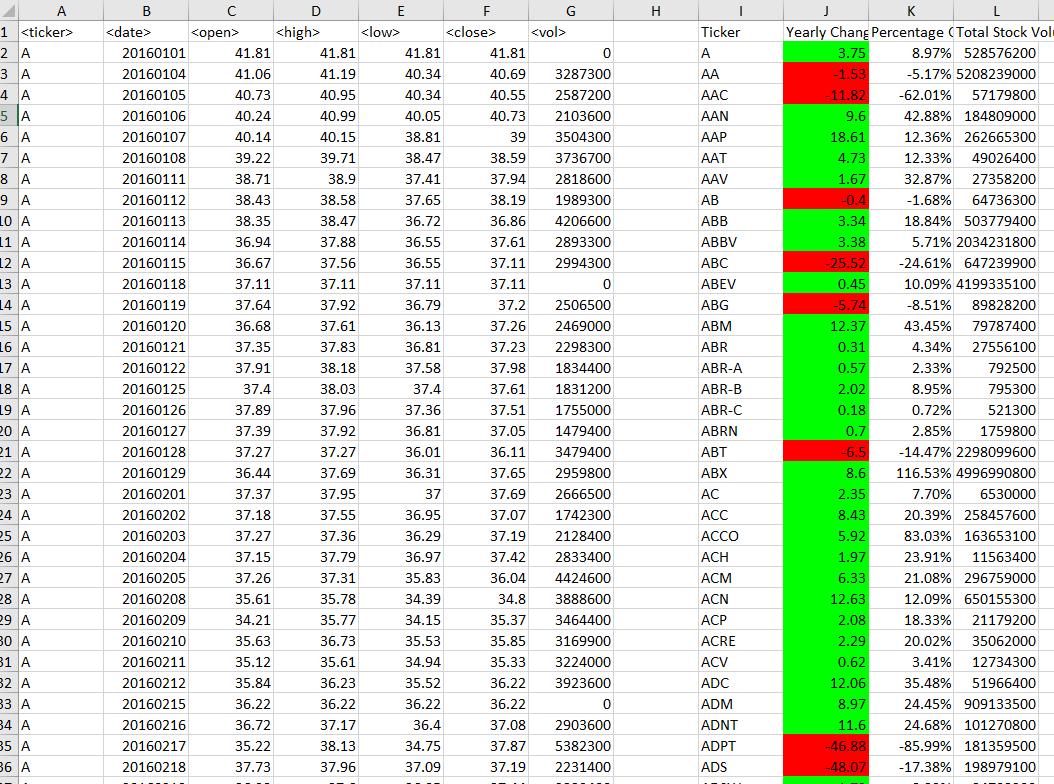 A B C D E F G H I J K L
1 <ticker> <date> <open> <high> <low> <close> <vol> Ticker Yearly Chang Percentage Total Stock Volu
2 A 20160101 41.81 41.81 41.81 41.81 0 A 3.75 8.97% 528576200
3 A 20160104 41.06 41.19 40.34 40.69 3287300 AA -1.53 -5.17% 5208239000
4 A 20160105 40.73 40.95 40.34 40.55 2587200 AAC -11.82 -62.01% 57179800
5 A 20160106 40.24 40.99 40.05 40.73 2103600 AAN 9.6 42.88% 184809000
6 A 20160107 40.14 40.15 38.81 39 3504300 AAP 18.61 12.36% 262665300
7 A 20160108 39.22 39.71 38.47 38.59 3736700 AAT 4.73 12.33% 49026400
8 A 20160111 38.71 38.9 37.41 37.94 2818600 AAV 1.67 32.87% 27358200
9 A 20160112 38.43 38.58 37.65 38.19 1989300 AB -0.4 -1.68% 64736300
10 A 20160113 38.35 38.47 36.72 36.86 4206600 ABB 3.34 18.84% 503779400
11 A 20160114 36.94 37.88 36.55 37.61 2893300 ABBV 3.38 5.71% 2034231800
12 A 20160115 36.67 37.56 36.55 37.11 2994300 ABC -25.52 -24.61% 647239900
13 A 20160118 37.11 37.11 37.11 37.11 0 ABEV 0.45 10.09% 4199335100
14 A 20160119 37.64 37.92 36.79 37.2 2506500 ABG -5.74 -8.51% 89828200
15 A 20160120 36.68 37.61 36.13 37.26 2469000 ABM 12.37 43.45% 79787400
16 A 20160121 37.35 37.83 36.81 37.23 2298300 ABR 0.31 4.34% 27556100
17 A 20160122 37.91 38.18 37.58 37.98 1834400 ABR-A 0.57 2.33% 792500
18 A 20160125 37.4 38.03 37.4 37.61 1831200 ABR-B 2.02 8.95% 795300
19 A 20160126 37.89 37.96 37.36 37.51 1755000 ABR-C 0.18 0.72% 521300
20 A 20160127 37.39 37.92 36.81 37.05 1479400 ABRN 0.7 2.85% 1759800
21 A 20160128 37.27 37.27 36.01 36.11 3479400 ABT -6.5 -14.47% 2298099600
22 A 20160129 36.44 37.69 36.31 37.65 2959800 ABX 8.6 116.53% 4996990800
23 A 20160201 37.37 37.95 37 37.69 2666500 AC 2.35 7.70% 6530000
24 A 20160202 37.18 37.55 36.95 37.07 1742300 ACC 8.43 20.39% 258457600
25 A 20160203 37.27 37.36 36.29 37.19 2128400 ACCO 5.92 83.03% 163653100
26 A 20160204 37.15 37.79 36.97 37.42 2833400 ACH 1.97 23.91% 11563400
27 A 20160205 37.26 37.31 35.83 36.04 4424600 ACM 6.33 21.08% 296759000
28 A 20160208 35.61 35.78 34.39 34.8 3888600 ACN 12.63 12.09% 650155300
29 A 20160209 34.21 35.77 34.15 35.37 3464400 ACP 2.08 18.33% 21179200
30 A 20160210 35.63 36.73 35.53 35.85 3169900 ACRE 2.29 20.02% 35062000
31 A 20160211 35.12 35.61 34.94 35.33 3224000 ACV 0.62 3.41% 12734300
32 A 20160212 35.84 36.23 35.52 36.22 3923600 ADC 12.06 35.48% 51966400
33 A 20160215 36.22 36.22 36.22 36.22 0 ADM 8.97 24.45% 909133500
34 A 20160216 36.72 37.17 36.4 37.08 2903600 ADNT 11.6 24.68% 101270800
35 A 20160217 35.22 38.13 34.75 37.87 5382300 ADPT -46.88 -85.99% 181359500
36 A 20160218 37.73 37.96 37.09 37.19 2231400 ADS -48.07 -17.38% 198979100